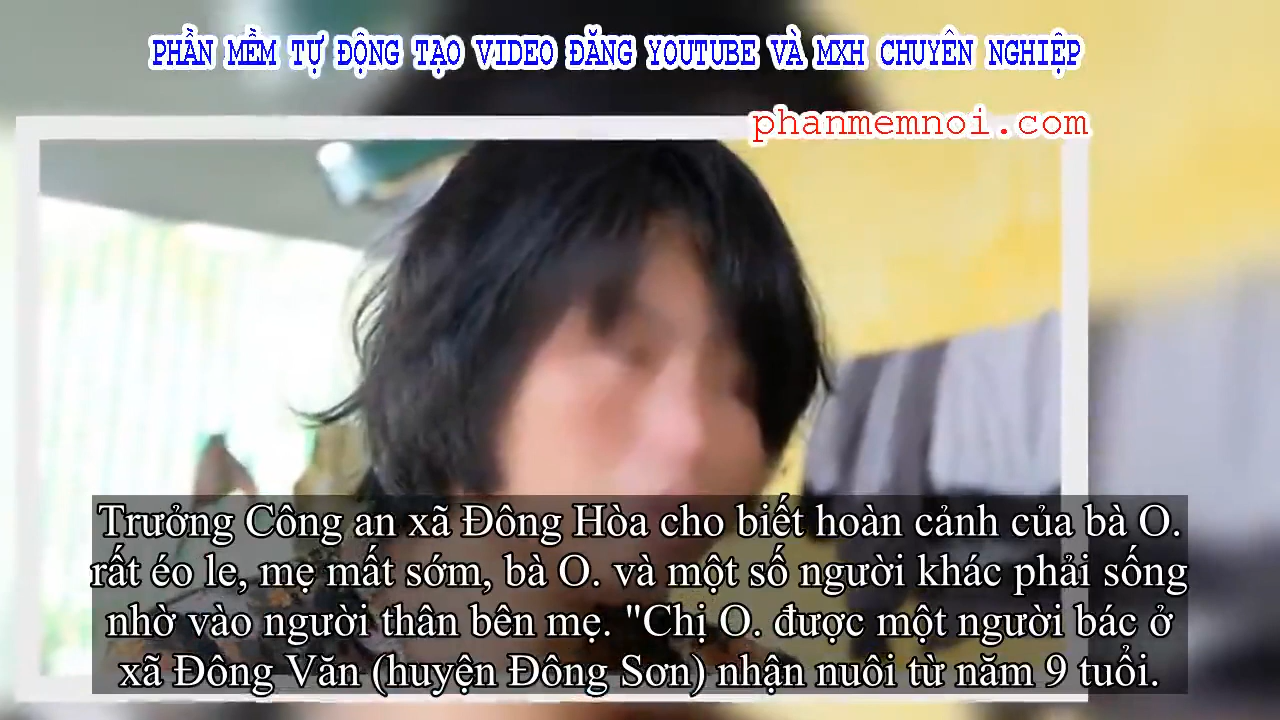 PHẦN MỀM TỰ ĐỘNG TẠO VIDEO ĐĂNG YOUTUBE VÀ MXH CHUYÊN NGHIỆP
phanmemnoi.com
Trưởng Công an xã Đông Hòa cho biết hoàn cảnh của bà O.
rất éo le, mẹ mất sớm, bà O. và một số người khác phải sống
nhờ vào người thân bên mẹ. "Chị O. được một người bác ở
xã Đông Văn (huyện Đông Sơn) nhận nuôi từ năm 9 tuổi.